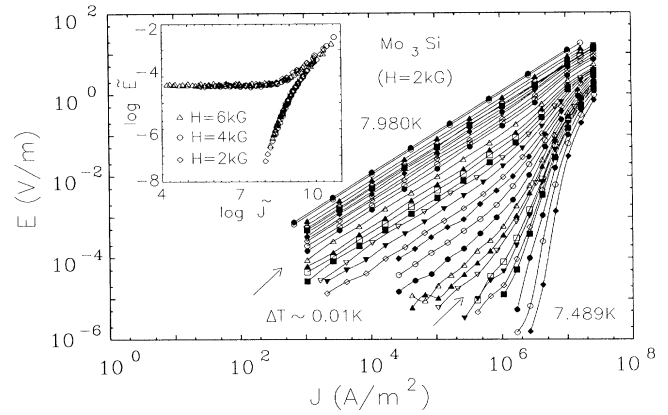 10² 
10⁰
10⁻²
10⁻⁴
10⁻⁶
E (V/m)
10⁰ 10² 10⁴ 10⁶ 10⁸
J (A/m²)
Mo₃Si
(H=2kG)
7.980K
7.489K
ΔT ~ 0.01K
-2
-4
-6
-8
log Ẽ
4 7 10
log J̃
△ H=6kG
○ H=4kG
◇ H=2kG